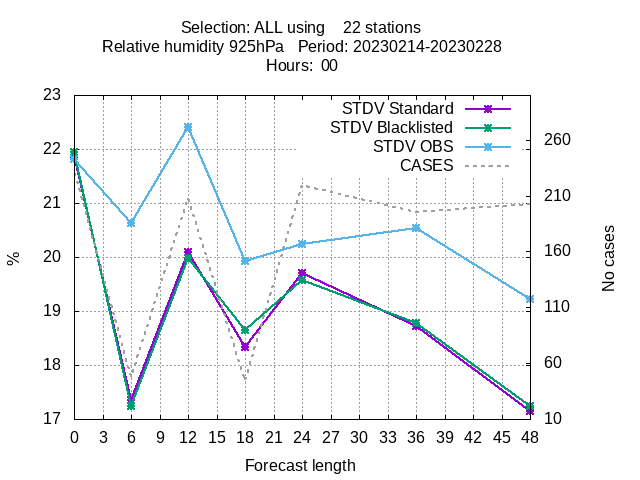 Selection: ALL using    22 stations
Relative humidity 925hPa   Period: 20230214-20230228
Hours:  00
STDV Standard
STDV Blacklisted
STDV OBS
CASES
%
23
22
21
20
19
18
17
260
210
160
110
60
10
No cases
0 3 6 9 12 15 18 21 24 27 30 33 36 39 42 45 48
Forecast length